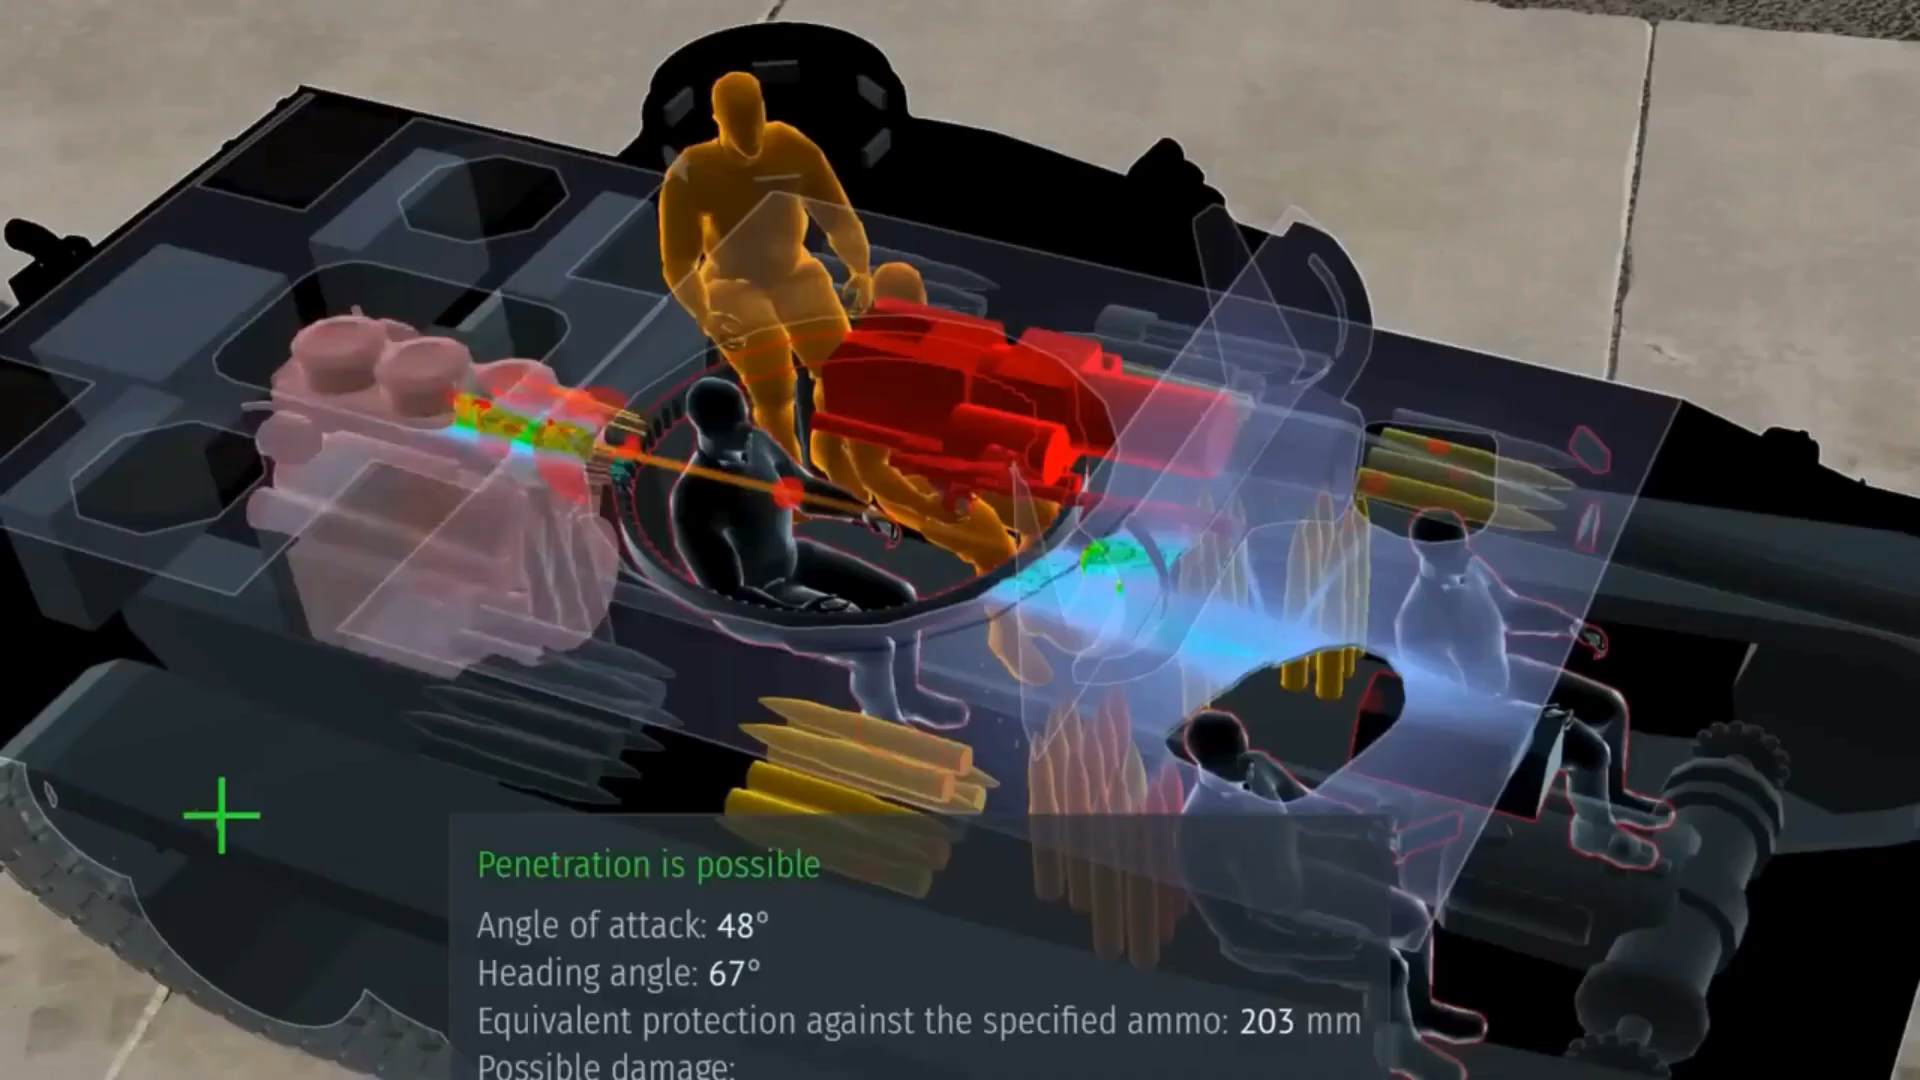 Penetration is possible
Angle of attack: 48°
Heading angle: 67°
Equivalent protection against the specified ammo: 203 mm
Possible damage: